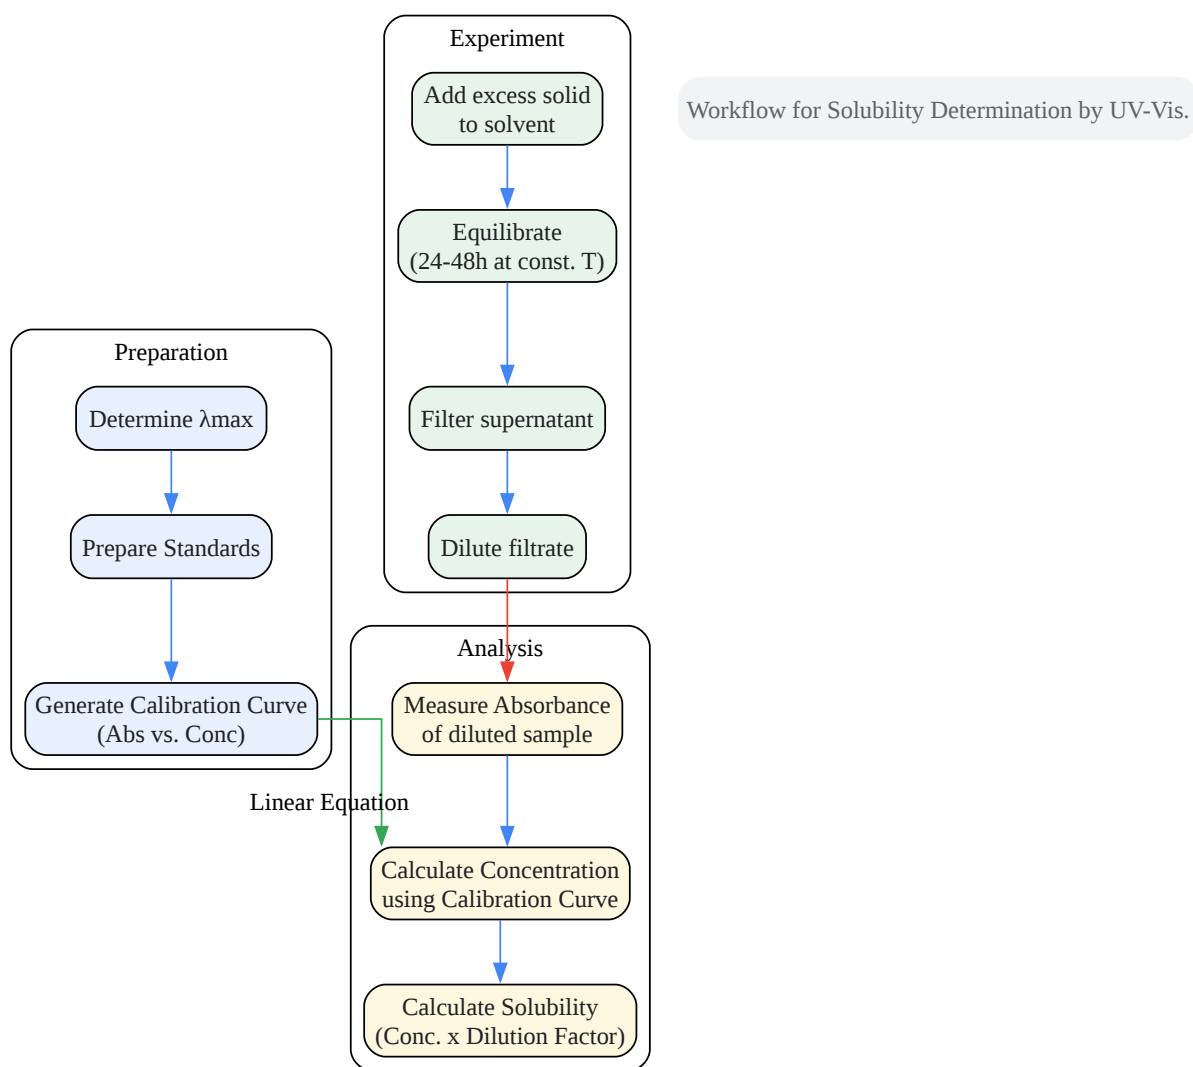 Experiment
Add excess solid
to solvent
Workflow for Solubility Determination by UV-Vis.
Equilibrate
(24-48h at const. T)
Filter supernatant
Dilute filtrate
Preparation
Determine λmax
Prepare Standards
Generate Calibration Curve
(Abs vs. Conc)
Linear Equation
Analysis
Measure Absorbance
of diluted sample
Calculate Concentration
using Calibration Curve
Calculate Solubility
(Conc. x Dilution Factor)